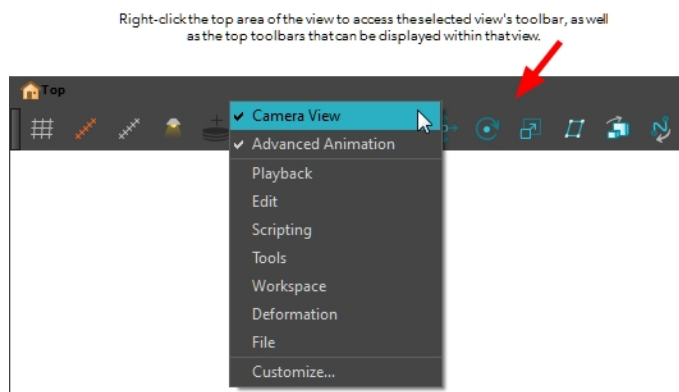 Right-click the top area of the view to access the selected view's toolbar, as well
as the top toolbars that can be displayed within that view.
Top
Camera View
Advanced Animation
Playback
Edit
Scripting
Tools
Workspace
Deformation
File
Customize...